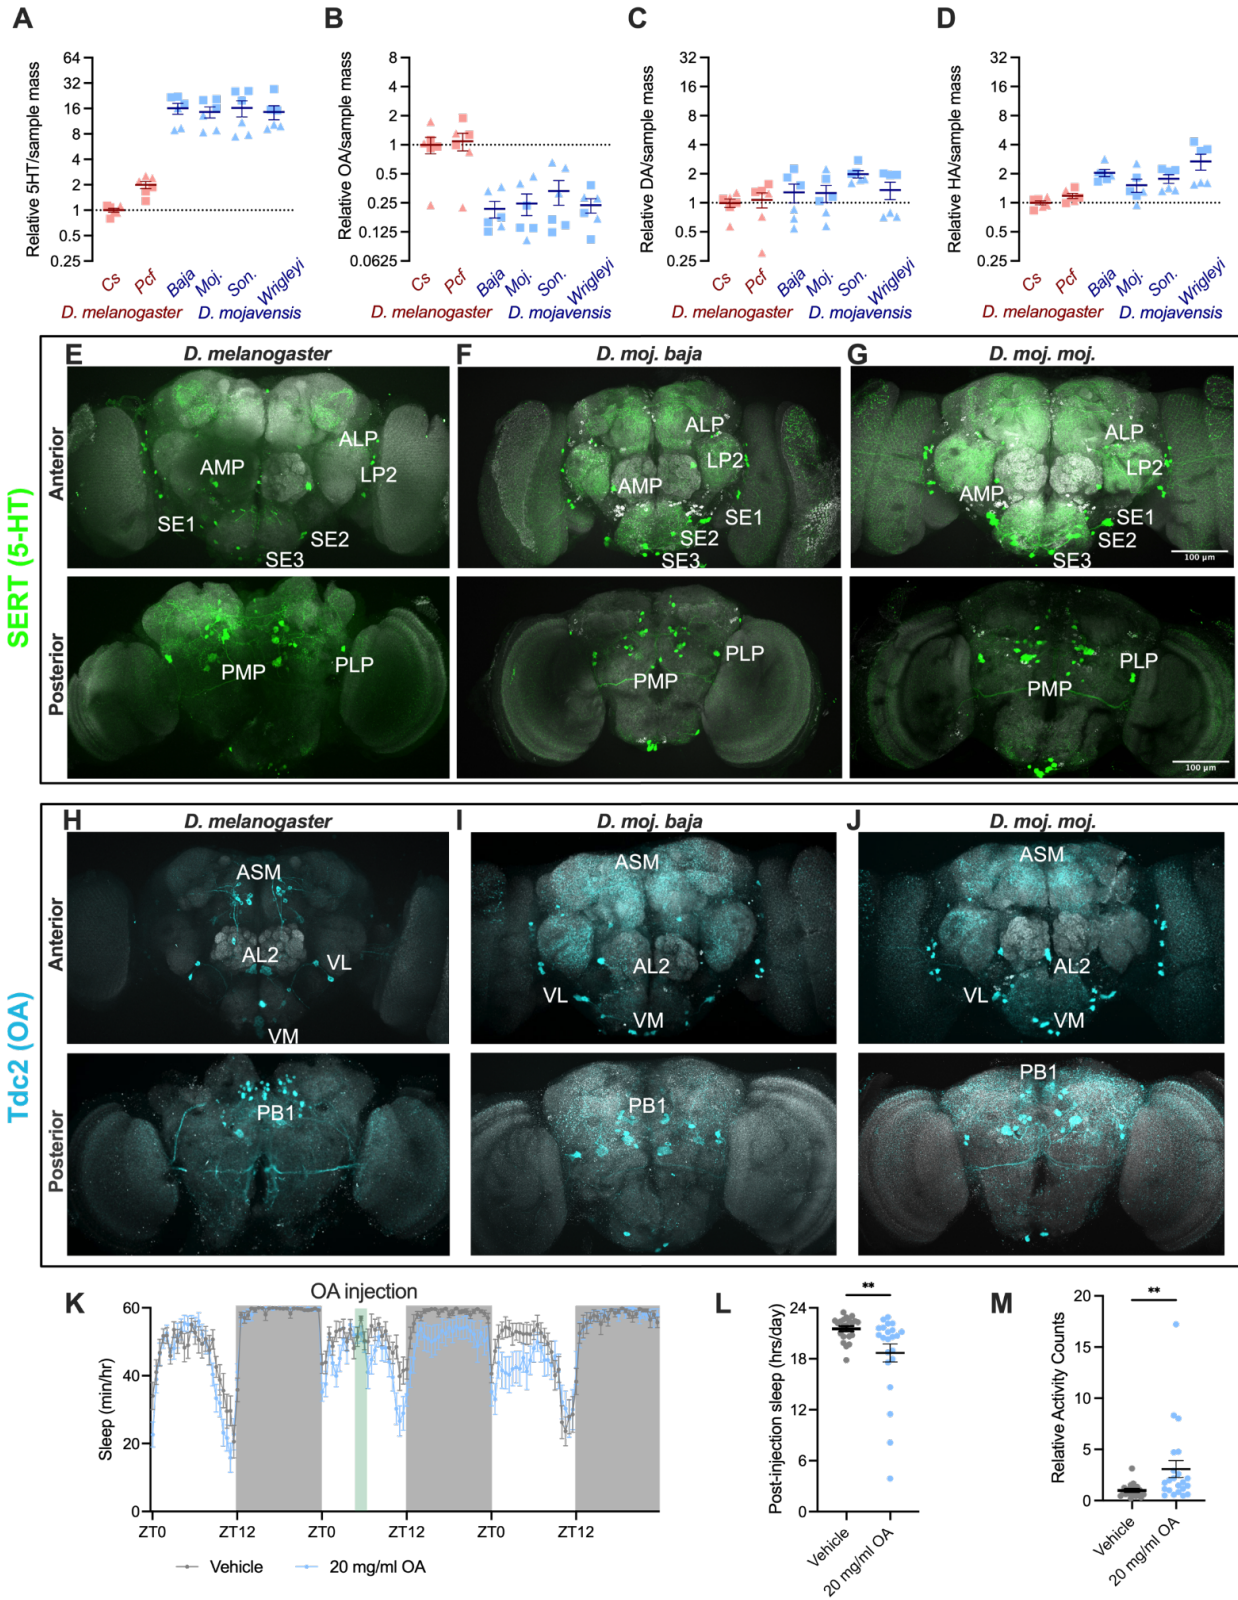 A
B
C
D
Relative 5HT/sample mass
64
32
16
8
4
2
1
0.5
0.25
Cs
Pcf
Baja
Moj.
Son.
Wrigleyi
D. melanogaster
D. mojavensis
Relative OA/sample mass
8
4
2
1
0.5
0.25
0.125
0.0625
Cs
Pcf
Baja
Moj.
Son.
Wrigleyi
D. melanogaster
D. mojavensis
Relative DA/sample mass
32
16
8
4
2
1
0.5
0.25
Cs
Pcf
Baja
Moj.
Son.
Wrigleyi
D. melanogaster
D. mojavensis
Relative HA/sample mass
32
16
8
4
2
1
0.5
0.25
Cs
Pcf
Baja
Moj.
Son.
Wrigleyi
D. melanogaster
D. mojavensis
SERT (5-HT)
Anterior
Posterior
E
D. melanogaster
ALP
AMP
LP2
SE1
SE2
SE3
PMP
PLP
F
D. moj. baja
ALP
LP2
AMP
SE1
SE2
SE3
PLP
PMP
G
D. moj. moj.
ALP
LP2
AMP
SE1
SE2
SE3
100 µm
PLP
PMP
100 µm
Tdc2 (OA)
Anterior
Posterior
H
D. melanogaster
ASM
AL2
VL
VM
PB1
I
D. moj. baja
ASM
AL2
VL
VM
PB1
J
D. moj. moj.
ASM
AL2
VL
VM
PB1
K
OA injection
Sleep (min/hr)
60
40
20
0
ZT0
ZT12
ZT0
ZT12
ZT0
ZT12
Vehicle
20 mg/ml OA
L
**
Post-injection sleep (hrs/day)
24
18
12
6
0
Vehicle
20 mg/ml OA
M
**
Relative Activity Counts
20
15
10
5
0
Vehicle
20 mg/ml OA